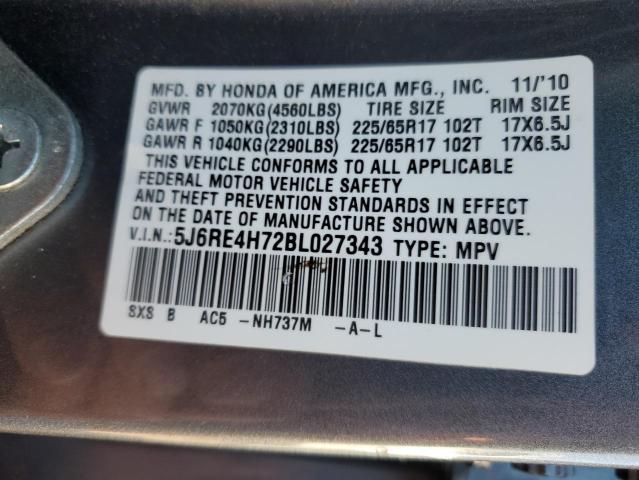 MFD. BY HONDA OF AMERICA MFG., INC. 11/'10
GVWR 2070KG(4560LBS) TIRE SIZE RIM SIZE
GAWR F 1050KG(2310LBS) 225/65R17 102T 17X6.5J
GAWR R 1040KG(2290LBS) 225/65R17 102T 17X6.5J
THIS VEHICLE CONFORMS TO ALL APPLICABLE
FEDERAL MOTOR VEHICLE SAFETY
AND THEFT PREVENTION STANDARDS IN EFFECT
ON THE DATE OF MANUFACTURE SHOWN ABOVE.
V.I.N.:5J6RE4H72BL027343 TYPE: MPV
SXS B AC5 -NH737M -A-L